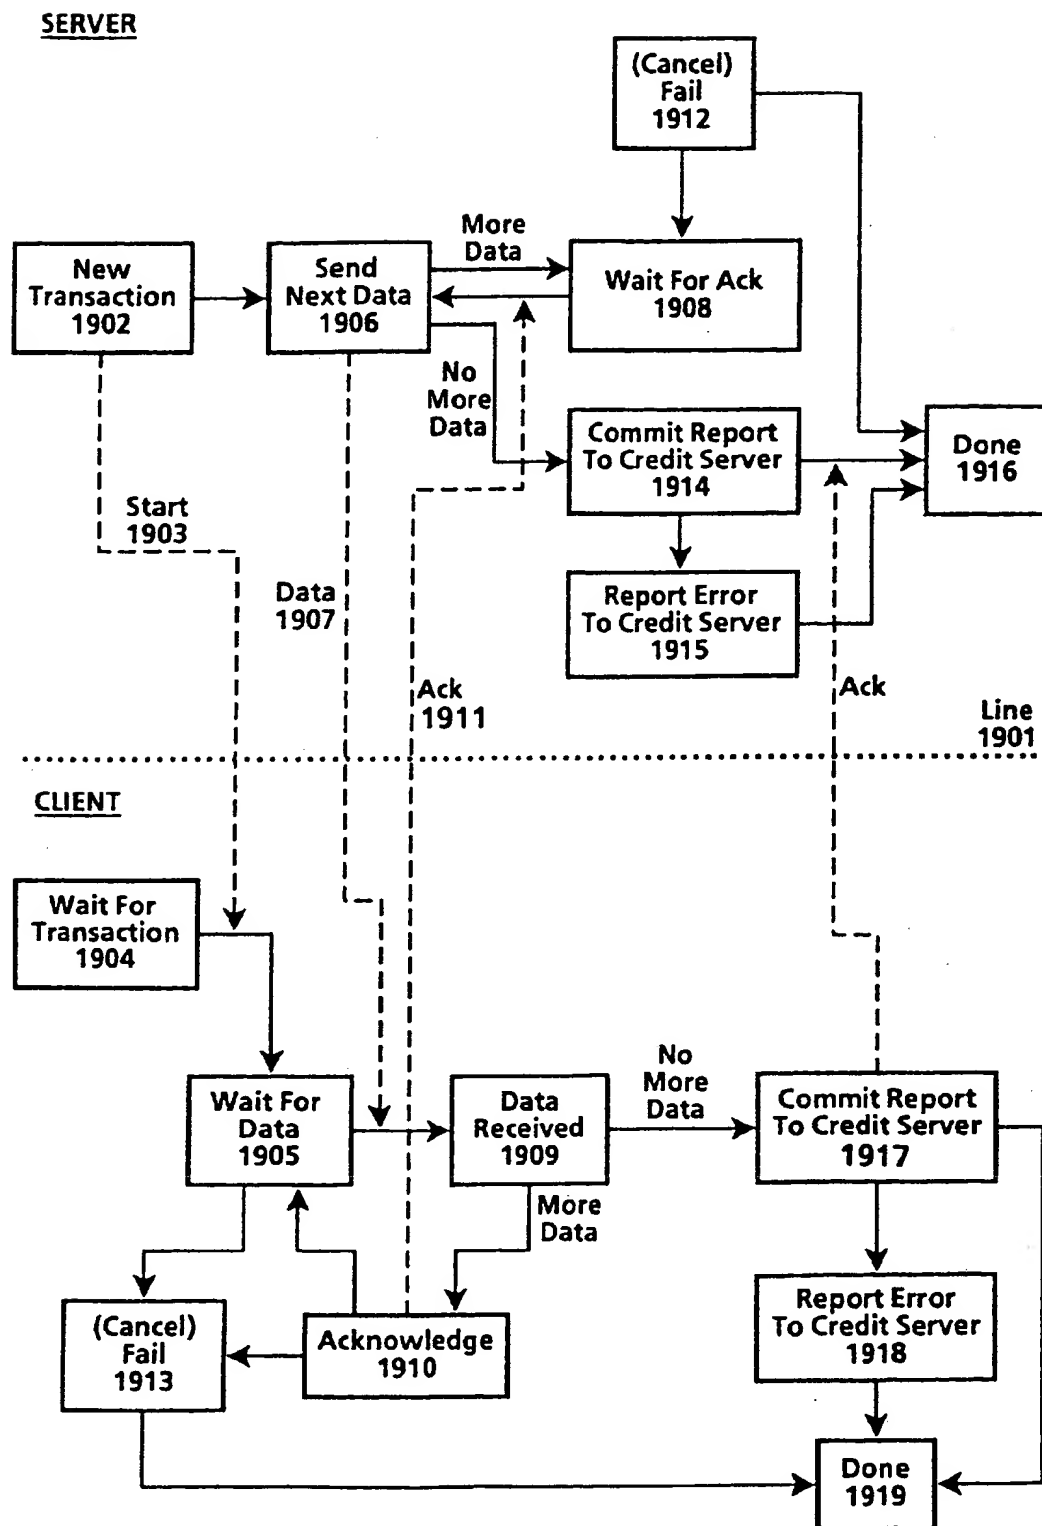 SERVER
(Cancel)
Fail
1912
More
Data
New
Transaction
1902
Send
Next Data
1906
Wait For Ack
1908
No
More
Data
Commit Report
To Credit Server
1914
Done
1916
Start
1903
Data
1907
Report Error
To Credit Server
1915
Ack
1911
Ack
Line
1901
CLIENT
Wait For
Transaction
1904
Wait For
Data
1905
Data
Received
1909
No
More
Data
Commit Report
To Credit Server
1917
More
Data
(Cancel)
Fail
1913
Acknowledge
1910
Report Error
To Credit Server
1918
Done
1919